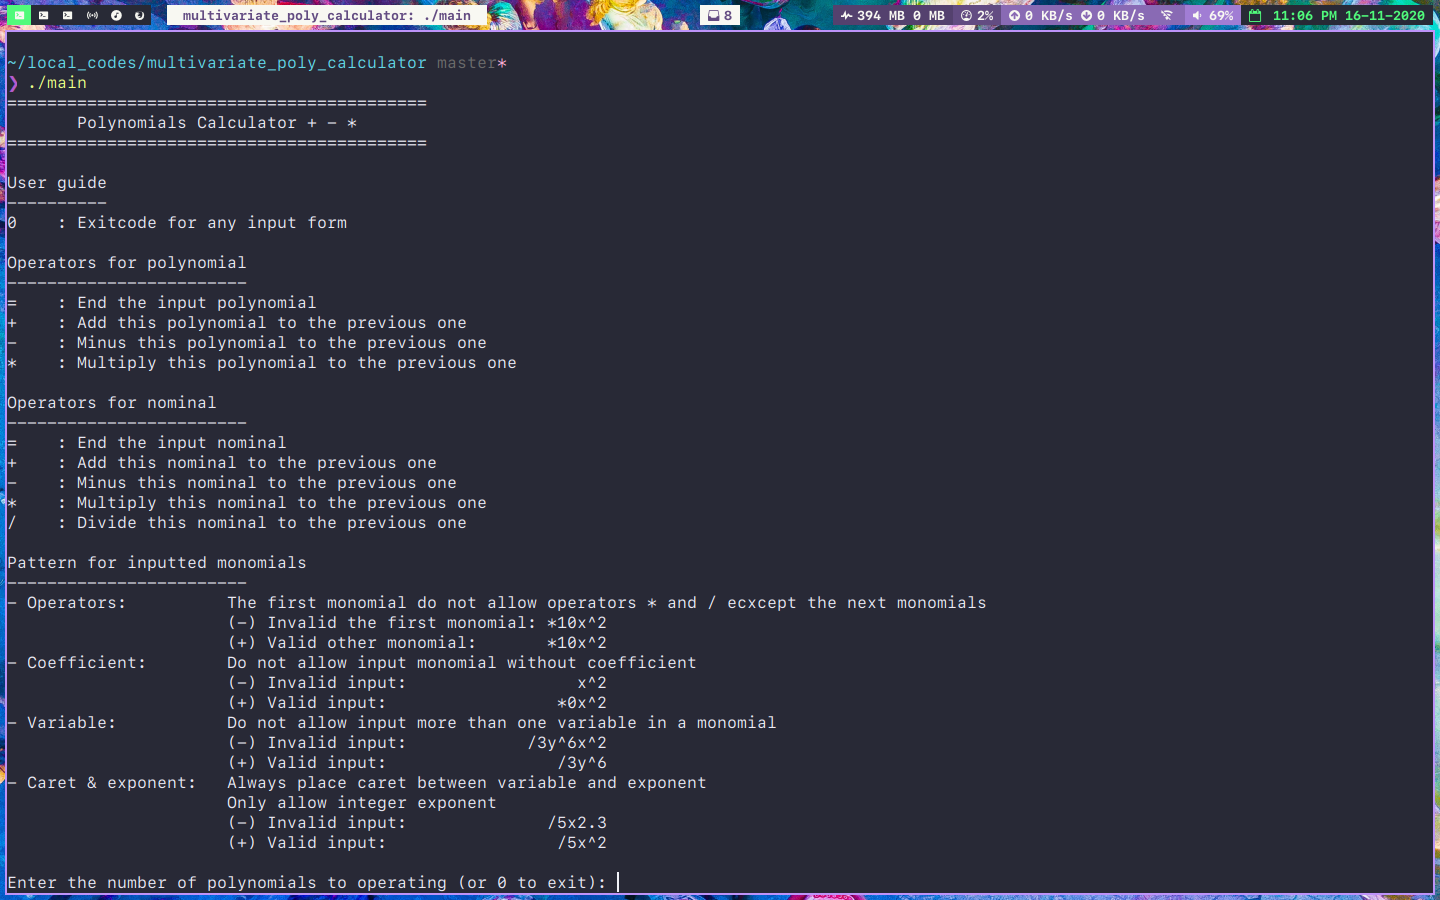 multivariate_poly_calculator: ./main
8
394 MB 0 MB 2% 0 KB/s 0 KB/s 69% 11:06 PM 16-11-2020
~/local_codes/multivariate_poly_calculator master*
❯ ./main
==========================================
Polynomials Calculator + - *
==========================================
User guide
----------
0 : Exitcode for any input form
Operators for polynomial
------------------------
= : End the input polynomial
+ : Add this polynomial to the previous one
- : Minus this polynomial to the previous one
* : Multiply this polynomial to the previous one
Operators for nominal
------------------------
= : End the input nominal
+ : Add this nominal to the previous one
- : Minus this nominal to the previous one
* : Multiply this nominal to the previous one
/ : Divide this nominal to the previous one
Pattern for inputted monomials
------------------------
- Operators: The first monomial do not allow operators * and / ecxcept the next monomials
(-) Invalid the first monomial: *10x^2
(+) Valid other monomial: *10x^2
- Coefficient: Do not allow input monomial without coefficient
(-) Invalid input: x^2
(+) Valid input: *0x^2
- Variable: Do not allow input more than one variable in a monomial
(-) Invalid input: /3y^6x^2
(+) Valid input: /3y^6
- Caret & exponent: Always place caret between variable and exponent
Only allow integer exponent
(-) Invalid input: /5x2.3
(+) Valid input: /5x^2
Enter the number of polynomials to operating (or 0 to exit):